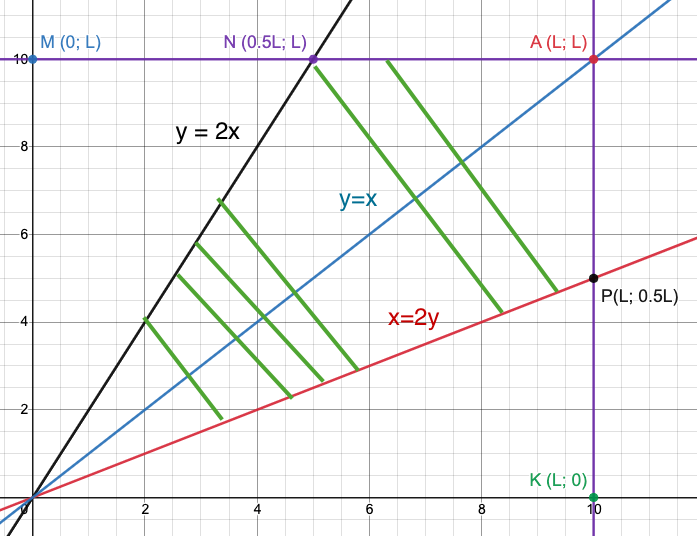 M (0; L)
N (0.5L; L)
A (L; L)
10
y = 2x
8
y=x
6
P(L; 0.5L)
x=2y
4
2
K (L; 0)
0
2
4
6
8
10